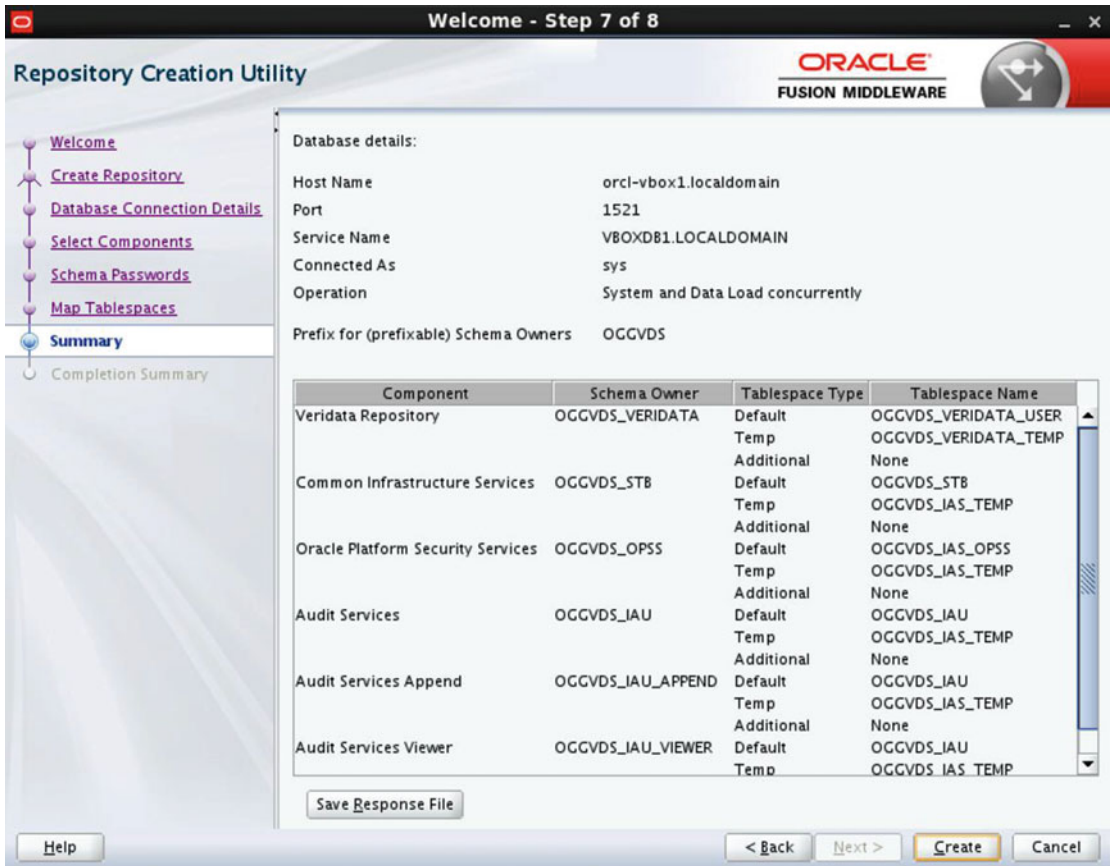 Welcome - Step 7 of 8
Repository Creation Utility
ORACLE
FUSION MIDDLEWARE
Welcome
Create Repository
Database Connection Details
Select Components
Schema Passwords
Map Tablespaces
Summary
Completion Summary
Database details:
Host Name orcl-vbox1.localdomain
Port 1521
Service Name VBOXDB1.LOCALDOMAIN
Connected As sys
Operation System and Data Load concurrently
Prefix for (prefixable) Schema Owners OGGVDS
Component Schema Owner Tablespace Type Tablespace Name
Veridata Repository OGGVDS_VERIDATA Default OGGVDS_VERIDATA_USER
Temp OGGVDS_VERIDATA_TEMP
Additional None
Common Infrastructure Services OGGVDS_STB Default OGGVDS_STB
Temp OGGVDS_IAS_TEMP
Additional None
Oracle Platform Security Services OGGVDS_OPSS Default OGGVDS_IAS_OPSS
Temp OGGVDS_IAS_TEMP
Additional None
Audit Services OGGVDS_IAU Default OGGVDS_IAU
Temp OGGVDS_IAS_TEMP
Additional None
Audit Services Append OGGVDS_IAU_APPEND Default OGGVDS_IAU
Temp OGGVDS_IAS_TEMP
Additional None
Audit Services Viewer OGGVDS_IAU_VIEWER Default OGGVDS_IAU
Temp OGGVDS_IAS_TEMP
Save Response File
Help
< Back
Next >
Create
Cancel